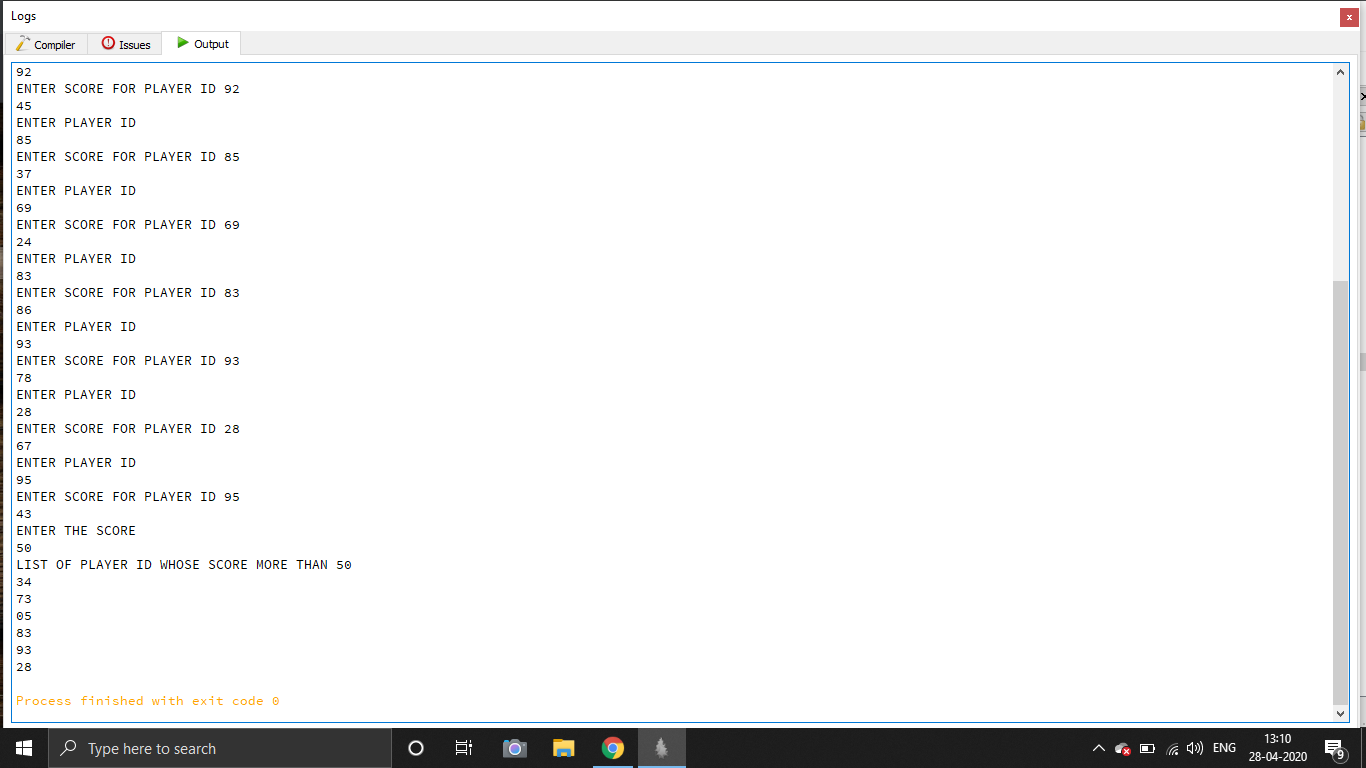 Logs
x
Compiler
Issues
Output
92
ENTER SCORE FOR PLAYER ID 92
45
ENTER PLAYER ID
85
ENTER SCORE FOR PLAYER ID 85
37
ENTER PLAYER ID
69
ENTER SCORE FOR PLAYER ID 69
24
ENTER PLAYER ID
83
ENTER SCORE FOR PLAYER ID 83
86
ENTER PLAYER ID
93
ENTER SCORE FOR PLAYER ID 93
78
ENTER PLAYER ID
28
ENTER SCORE FOR PLAYER ID 28
67
ENTER PLAYER ID
95
ENTER SCORE FOR PLAYER ID 95
43
ENTER THE SCORE
50
LIST OF PLAYER ID WHOSE SCORE MORE THAN 50
34
73
05
83
93
28
Process finished with exit code 0
Type here to search
ENG
13:10
28-04-2020
9